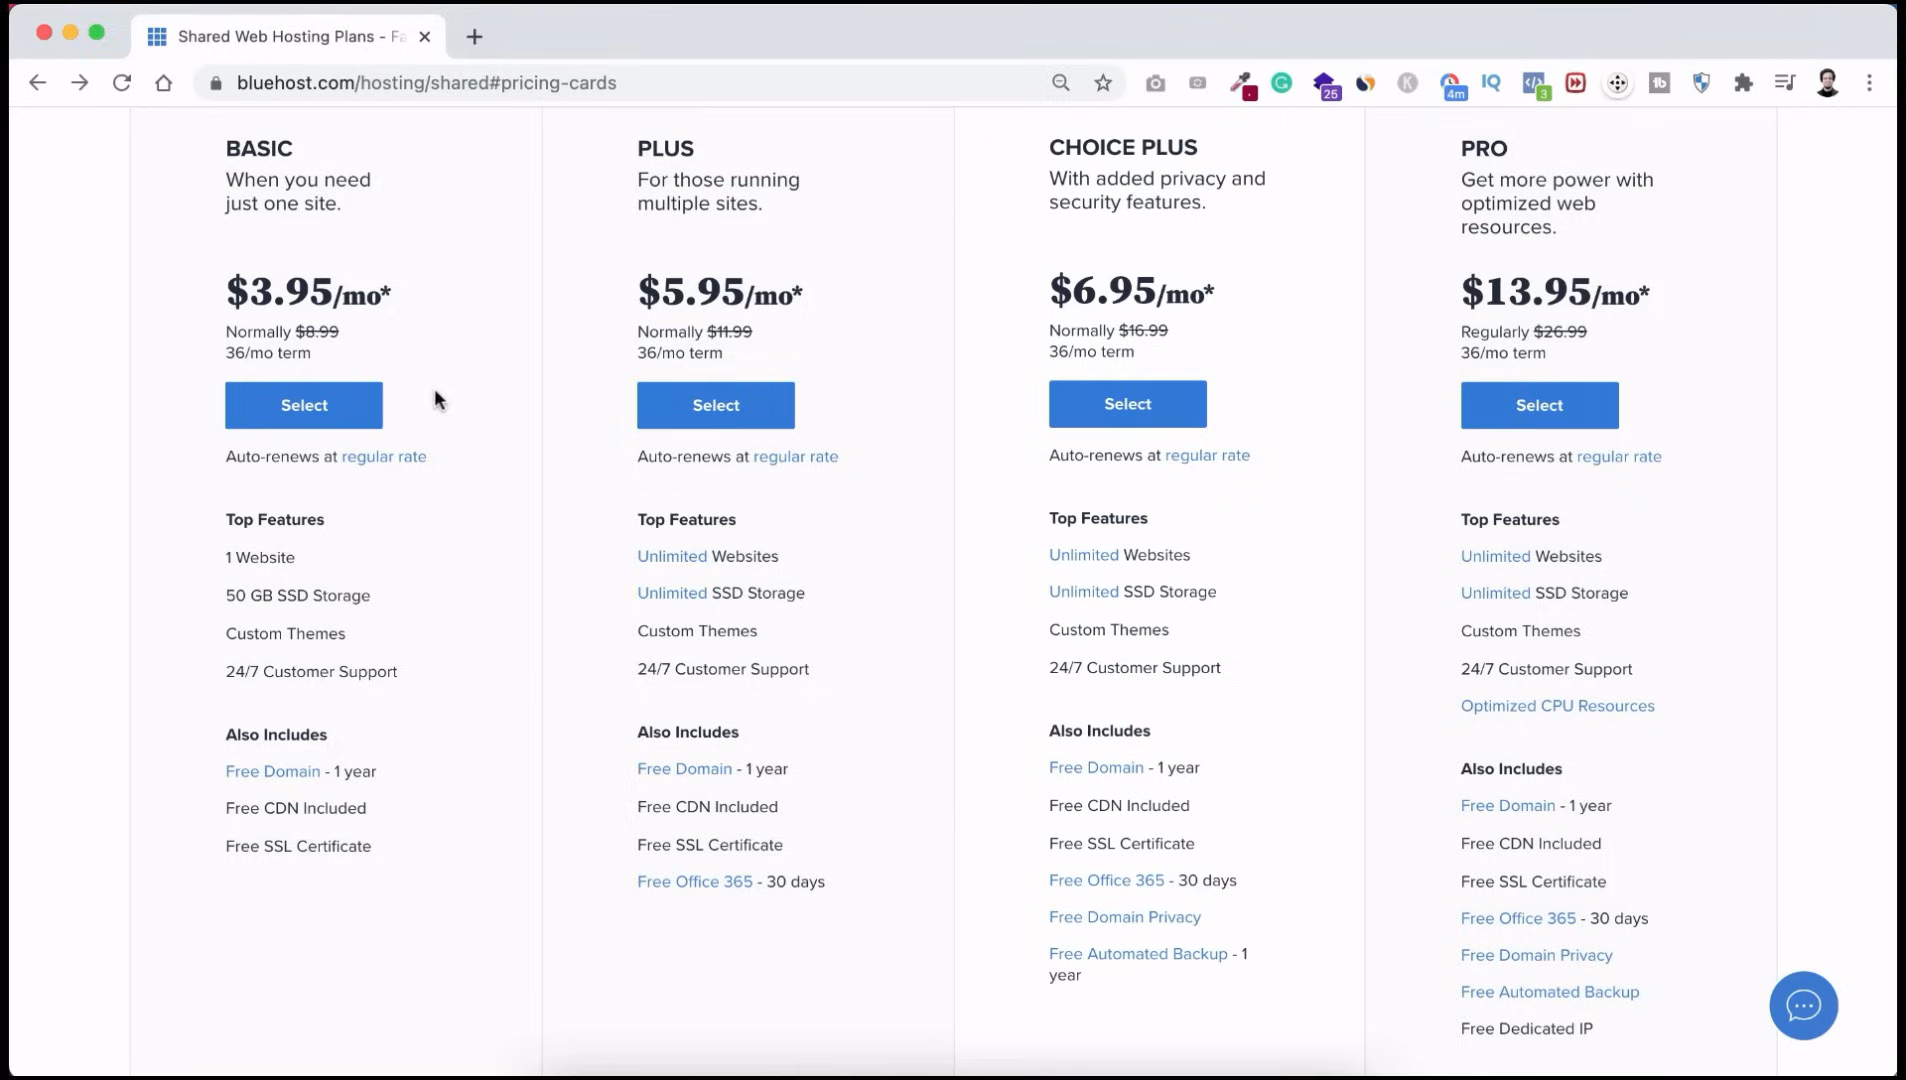 Shared Web Hosting Plans - Fa
bluehost.com/hosting/shared#pricing-cards
25
4m
IQ
3
tb
K
BASIC
When you need
just one site.
$3.95/mo*
Normally $8.99
36/mo term
Select
Auto-renews at regular rate
Top Features
1 Website
50 GB SSD Storage
Custom Themes
24/7 Customer Support
Also Includes
Free Domain - 1 year
Free CDN Included
Free SSL Certificate
PLUS
For those running
multiple sites.
$5.95/mo*
Normally $11.99
36/mo term
Select
Auto-renews at regular rate
Top Features
Unlimited Websites
Unlimited SSD Storage
Custom Themes
24/7 Customer Support
Also Includes
Free Domain - 1 year
Free CDN Included
Free SSL Certificate
Free Office 365 - 30 days
CHOICE PLUS
With added privacy and
security features.
$6.95/mo*
Normally $16.99
36/mo term
Select
Auto-renews at regular rate
Top Features
Unlimited Websites
Unlimited SSD Storage
Custom Themes
24/7 Customer Support
Also Includes
Free Domain - 1 year
Free CDN Included
Free SSL Certificate
Free Office 365 - 30 days
Free Domain Privacy
Free Automated Backup - 1
year
PRO
Get more power with
optimized web
resources.
$13.95/mo*
Regularly $26.99
36/mo term
Select
Auto-renews at regular rate
Top Features
Unlimited Websites
Unlimited SSD Storage
Custom Themes
24/7 Customer Support
Optimized CPU Resources
Also Includes
Free Domain - 1 year
Free CDN Included
Free SSL Certificate
Free Office 365 - 30 days
Free Domain Privacy
Free Automated Backup
Free Dedicated IP